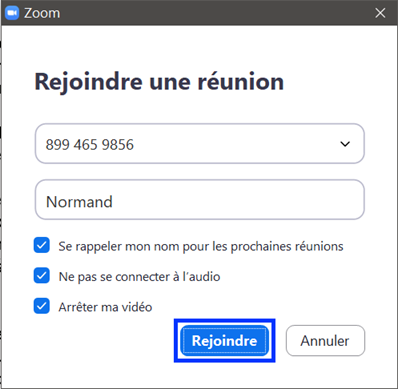 Zoom
Rejoindre une réunion
899 465 9856
Normand
Se rappeler mon nom pour les prochaines réunions
Ne pas se connecter à l'audio
Arrêter ma vidéo
Rejoindre
Annuler